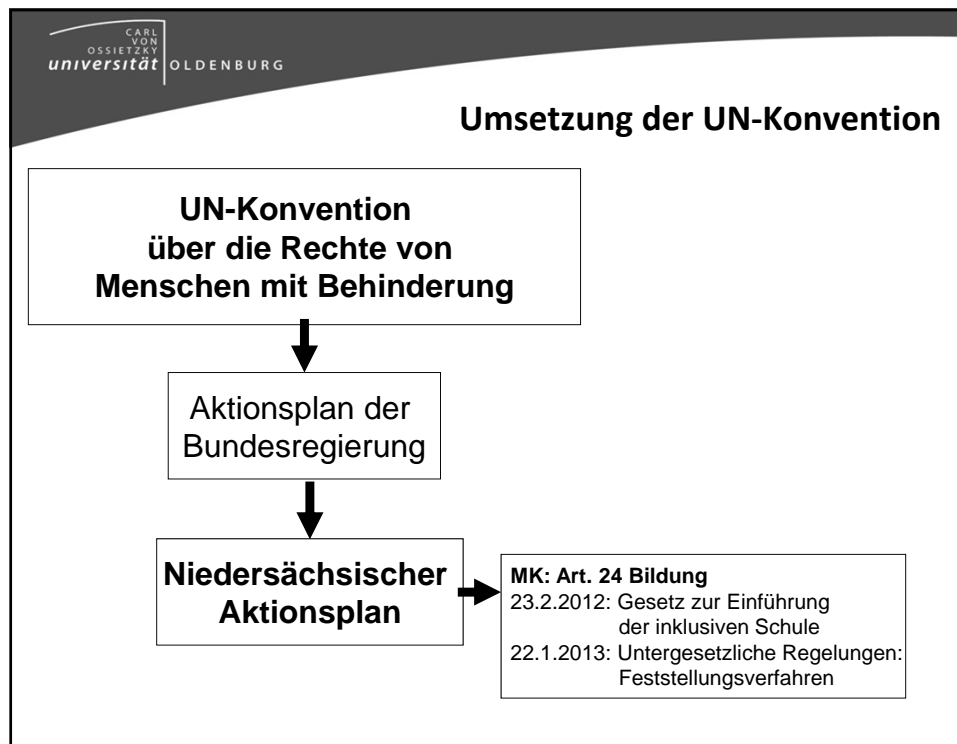 CARL
VON
OSSIETZKY
universität OLDENBURG
Umsetzung der UN-Konvention
UN-Konvention
über die Rechte von
Menschen mit Behinderung
Aktionsplan der
Bundesregierung
Niedersächsischer
Aktionsplan
MK: Art. 24 Bildung
23.2.2012: Gesetz zur Einführung
der inklusiven Schule
22.1.2013: Untergesetzliche Regelungen:
Feststellungsverfahren